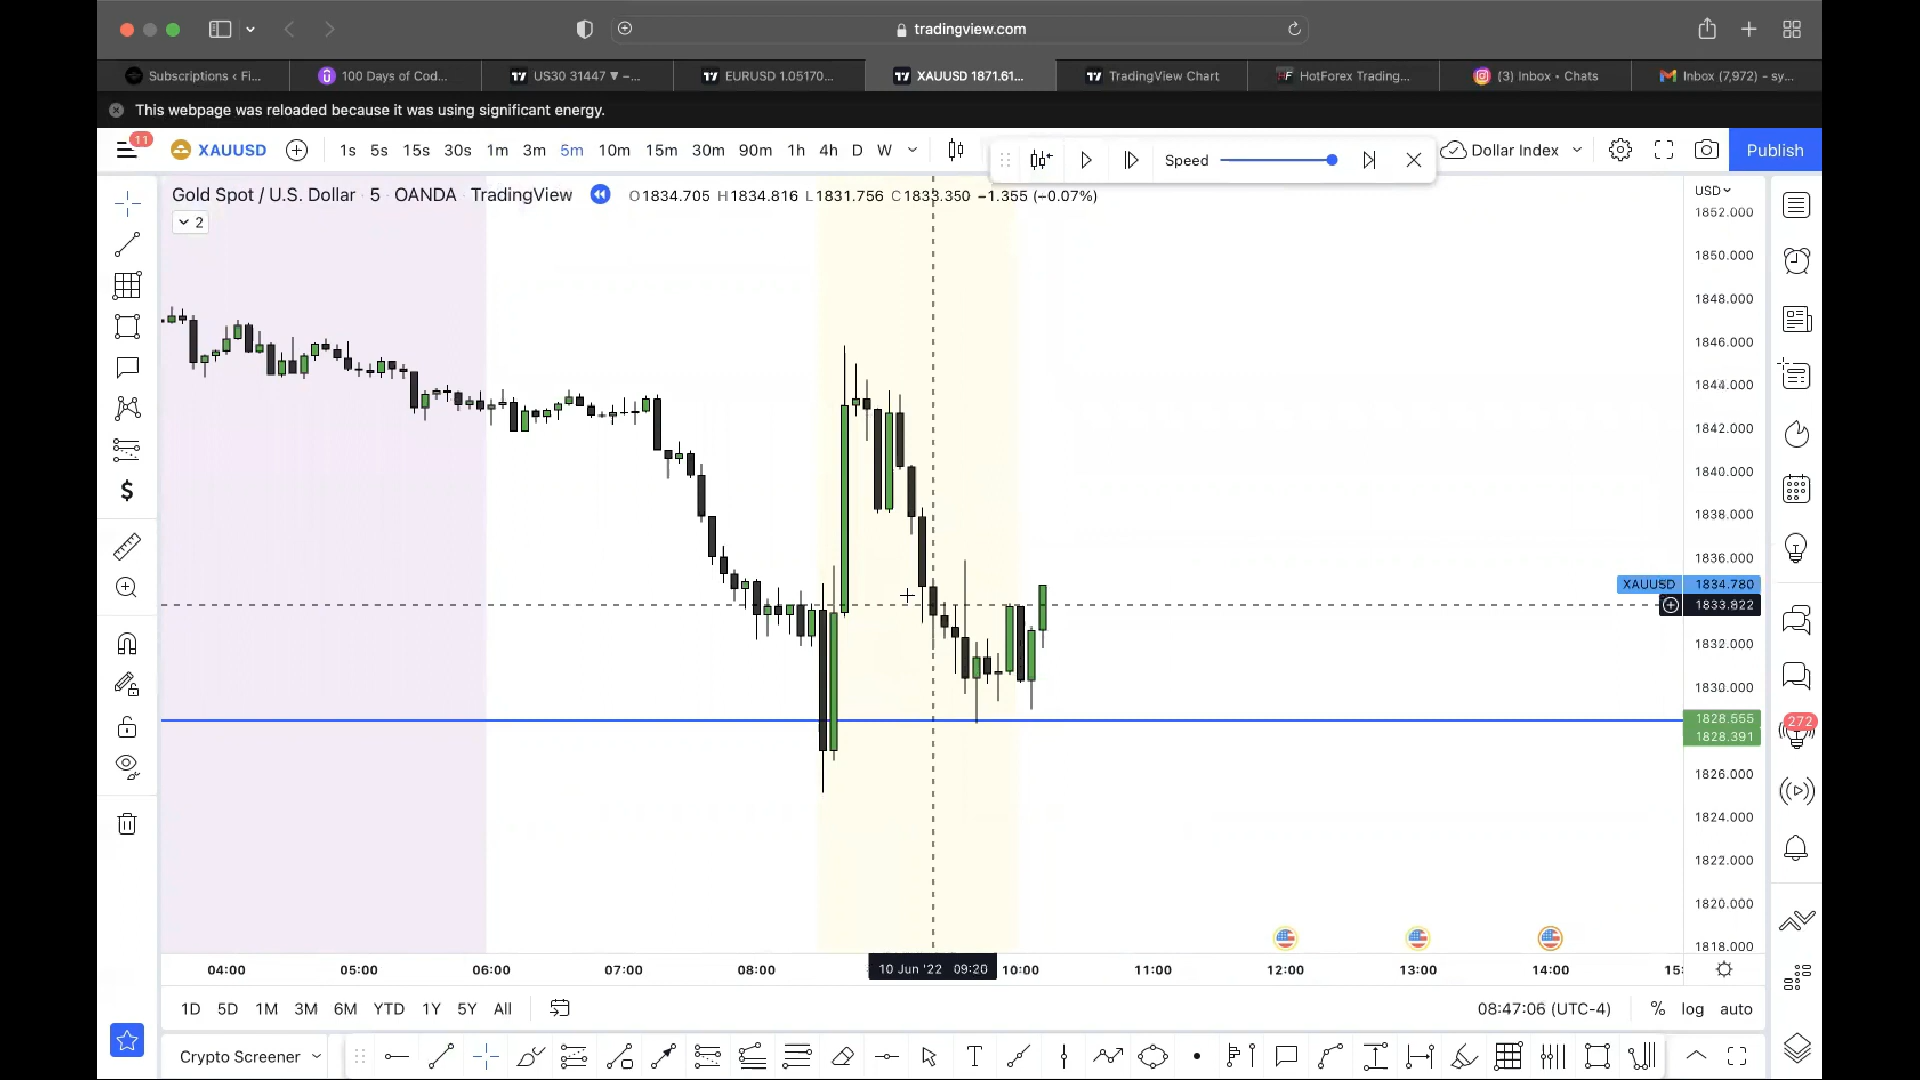 tradingview.com
Subscriptions ‹ Fi...
100 Days of Cod...
US30 31447 ▼ −...
EURUSD 1.05170...
XAUUSD 1871.61...
TradingView Chart
HotForex Trading...
(3) Inbox • Chats
Inbox (7,972) – sy...
This webpage was reloaded because it was using significant energy.
11
XAUUSD
1s 5s 15s 30s 1m 3m 5m 10m 15m 30m 90m 1h 4h D W
Speed
Dollar Index
Publish
Gold Spot / U.S. Dollar · 5 · OANDA · TradingView
O1834.705 H1834.816 L1831.756 C1833.350 −1.355 (−0.07%)
2
USD
1852.000
1850.000
1848.000
1846.000
1844.000
1842.000
1840.000
1838.000
1836.000
XAUUSD 1834.780
1833.822
1832.000
1830.000
1828.555
1828.391
272
1826.000
1824.000
1822.000
1820.000
1818.000
04:00 05:00 06:00 07:00 08:00 10 Jun '22 09:20 10:00 11:00 12:00 13:00 14:00 15:
1D 5D 1M 3M 6M YTD 1Y 5Y All
08:47:06 (UTC-4) % log auto
Crypto Screener